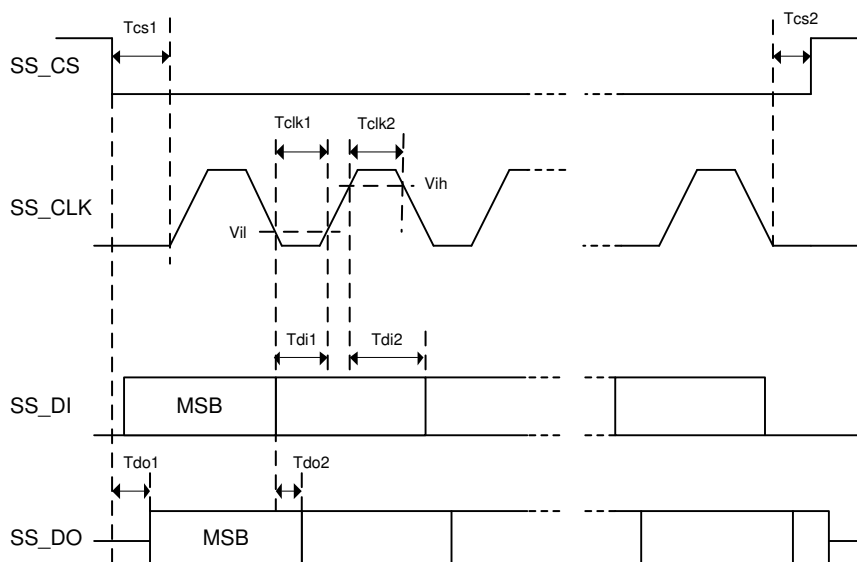 Tcs1
Tcs2
SS_CS
Tclk1
Tclk2
Vih
SS_CLK
Vil
Tdi1
Tdi2
SS_DI
MSB
Tdo1
Tdo2
SS_DO
MSB